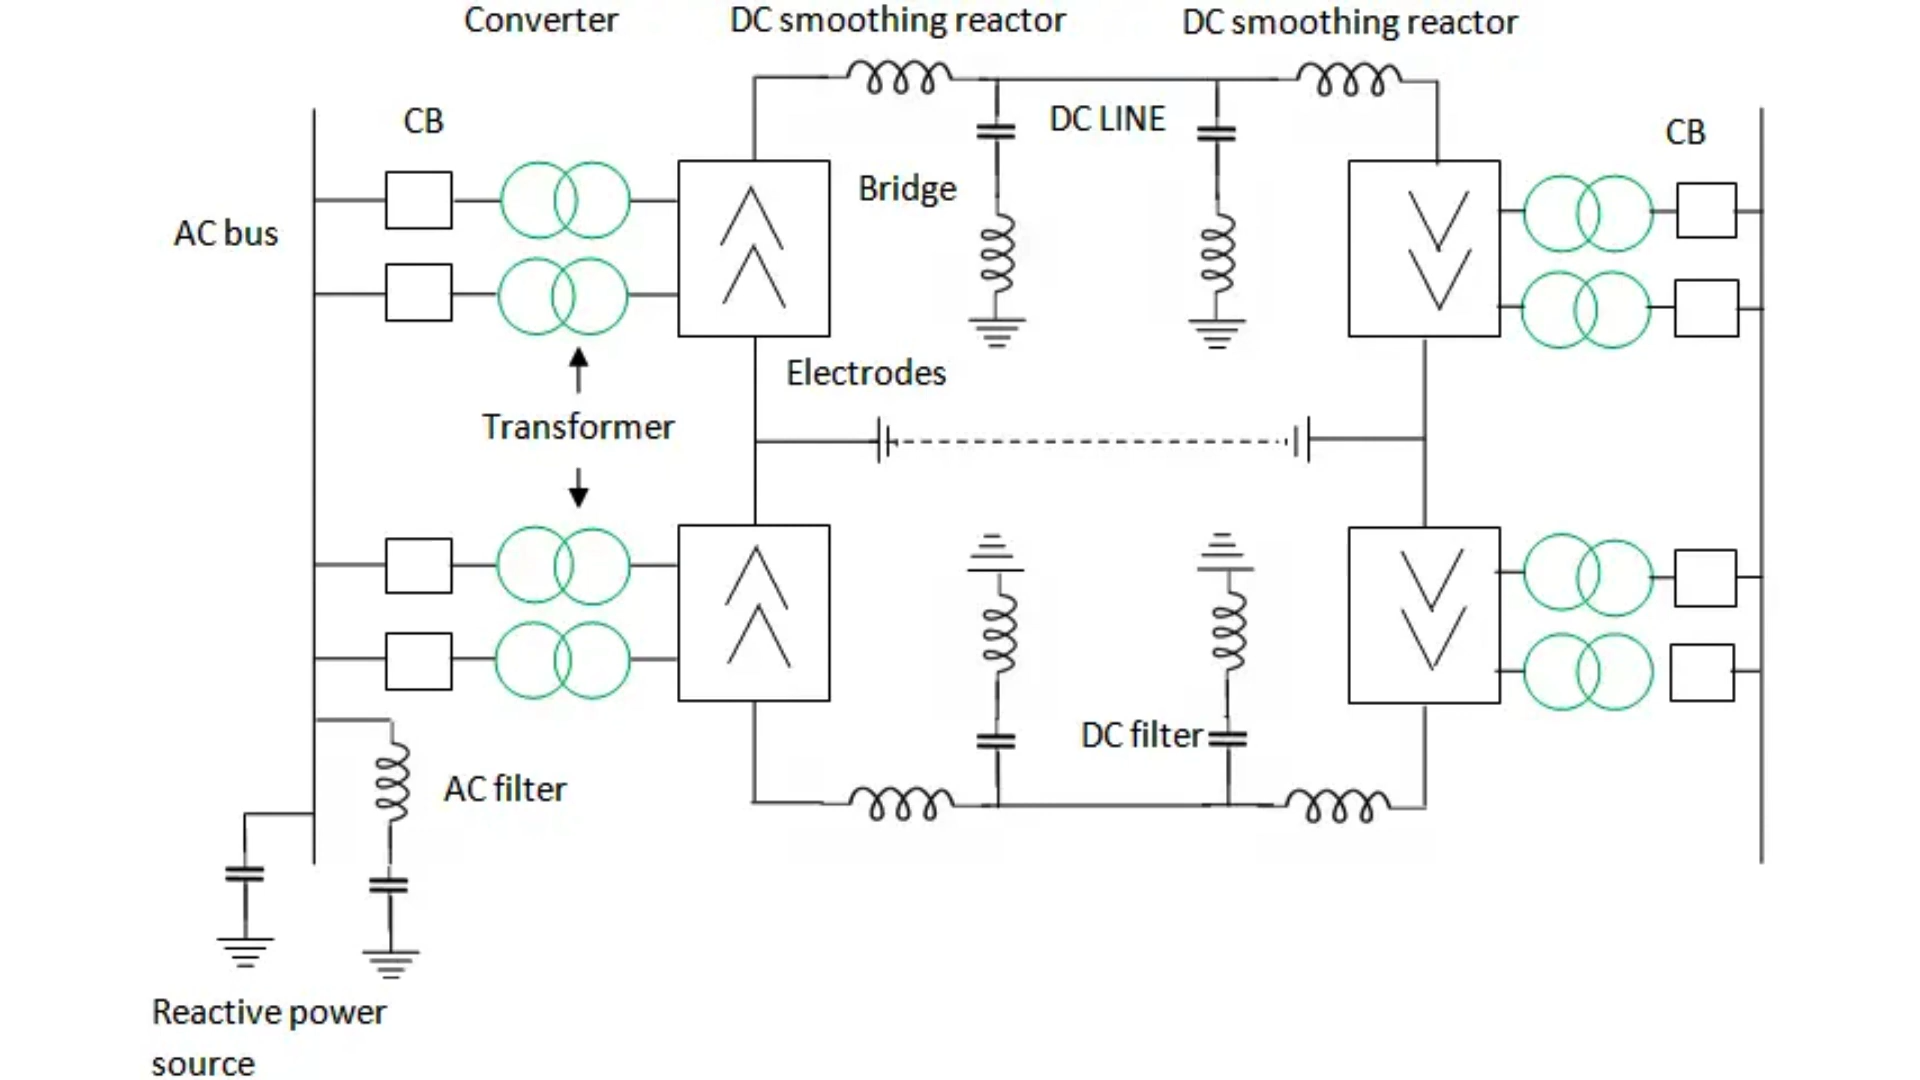 Converter
DC smoothing reactor
DC smoothing reactor
CB
DC LINE
CB
Bridge
AC bus
Electrodes
Transformer
DC filter
AC filter
Reactive power
source